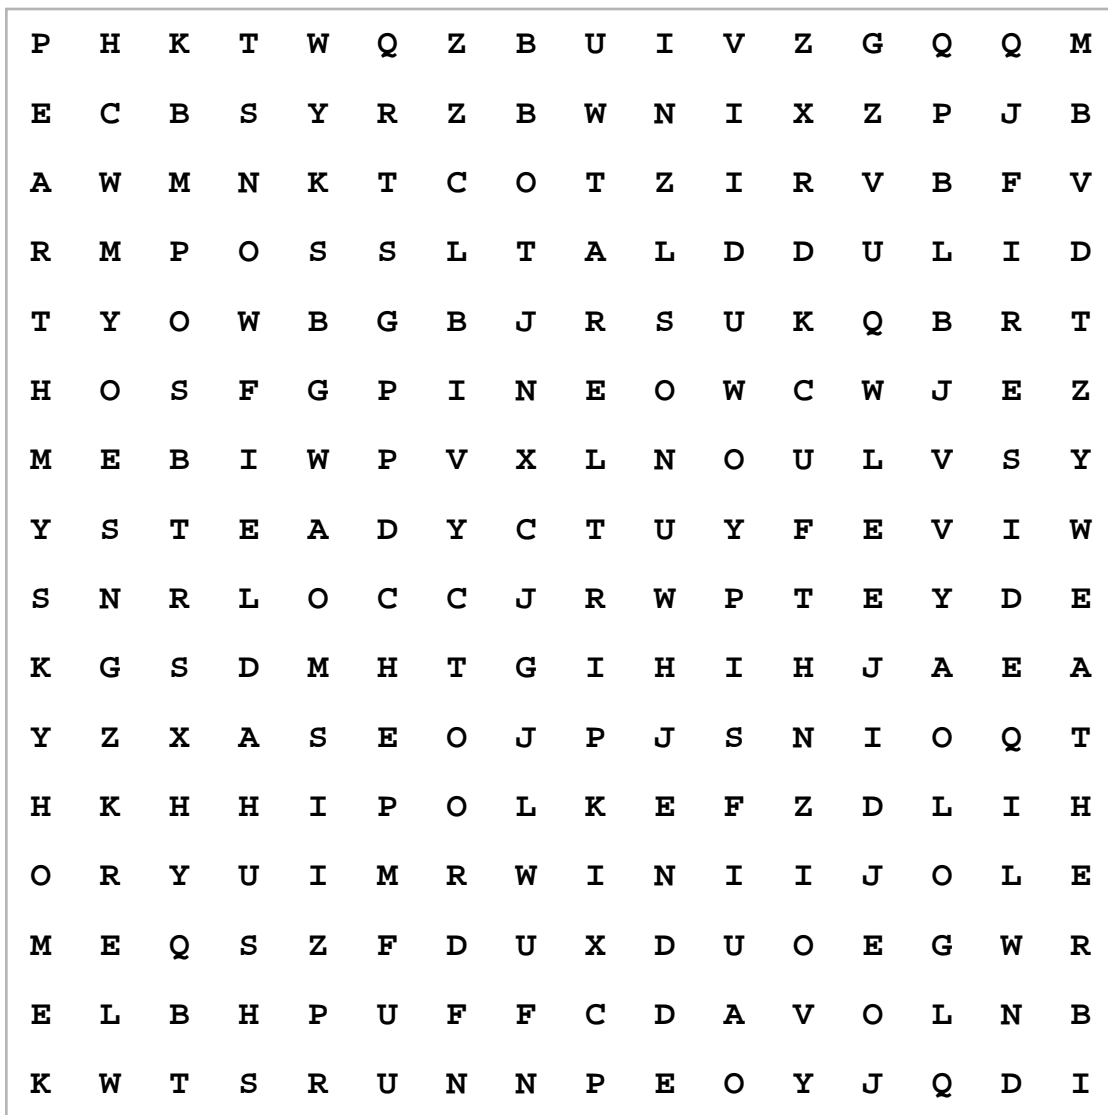 P H K T W Q Z B U I V Z G Q Q M
E C B S Y R Z B W N I X Z P J B
A W M N K T C O T Z I R V B F V
R M P O S S L T A L D D U L I D
T Y O W B G B J R S U K Q B R T
H O S F G P I N E O W C W J E Z
M E B I W P V X L N O U L V S Y
Y S T E A D Y C T U Y F E V I W
S N R L O C C J R W P T E Y D E
K G S D M H T G I H I H J A E A
Y Z X A S E O J P J S N I O Q T
H K H H I P O L K E F Z D L I H
O R Y U I M R W I N I I J O L E
M E Q S Z F D U X D U O E G W R
E L B H P U F F C D A V O L N B
K W T S R U N N P E O Y J Q D I